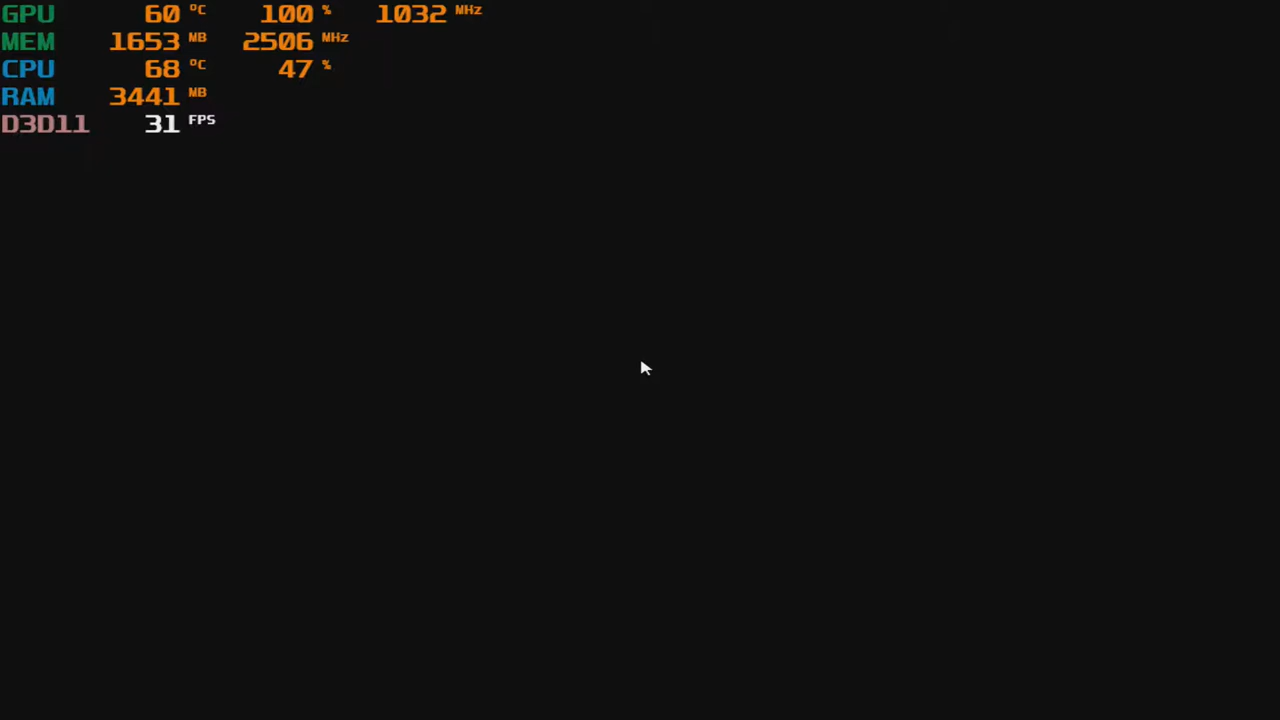 GPU 60 °C 100 % 1032 MHz
MEM 1653 MB 2506 MHz
CPU 68 °C 47 %
RAM 3441 MB
D3D11 31 FPS